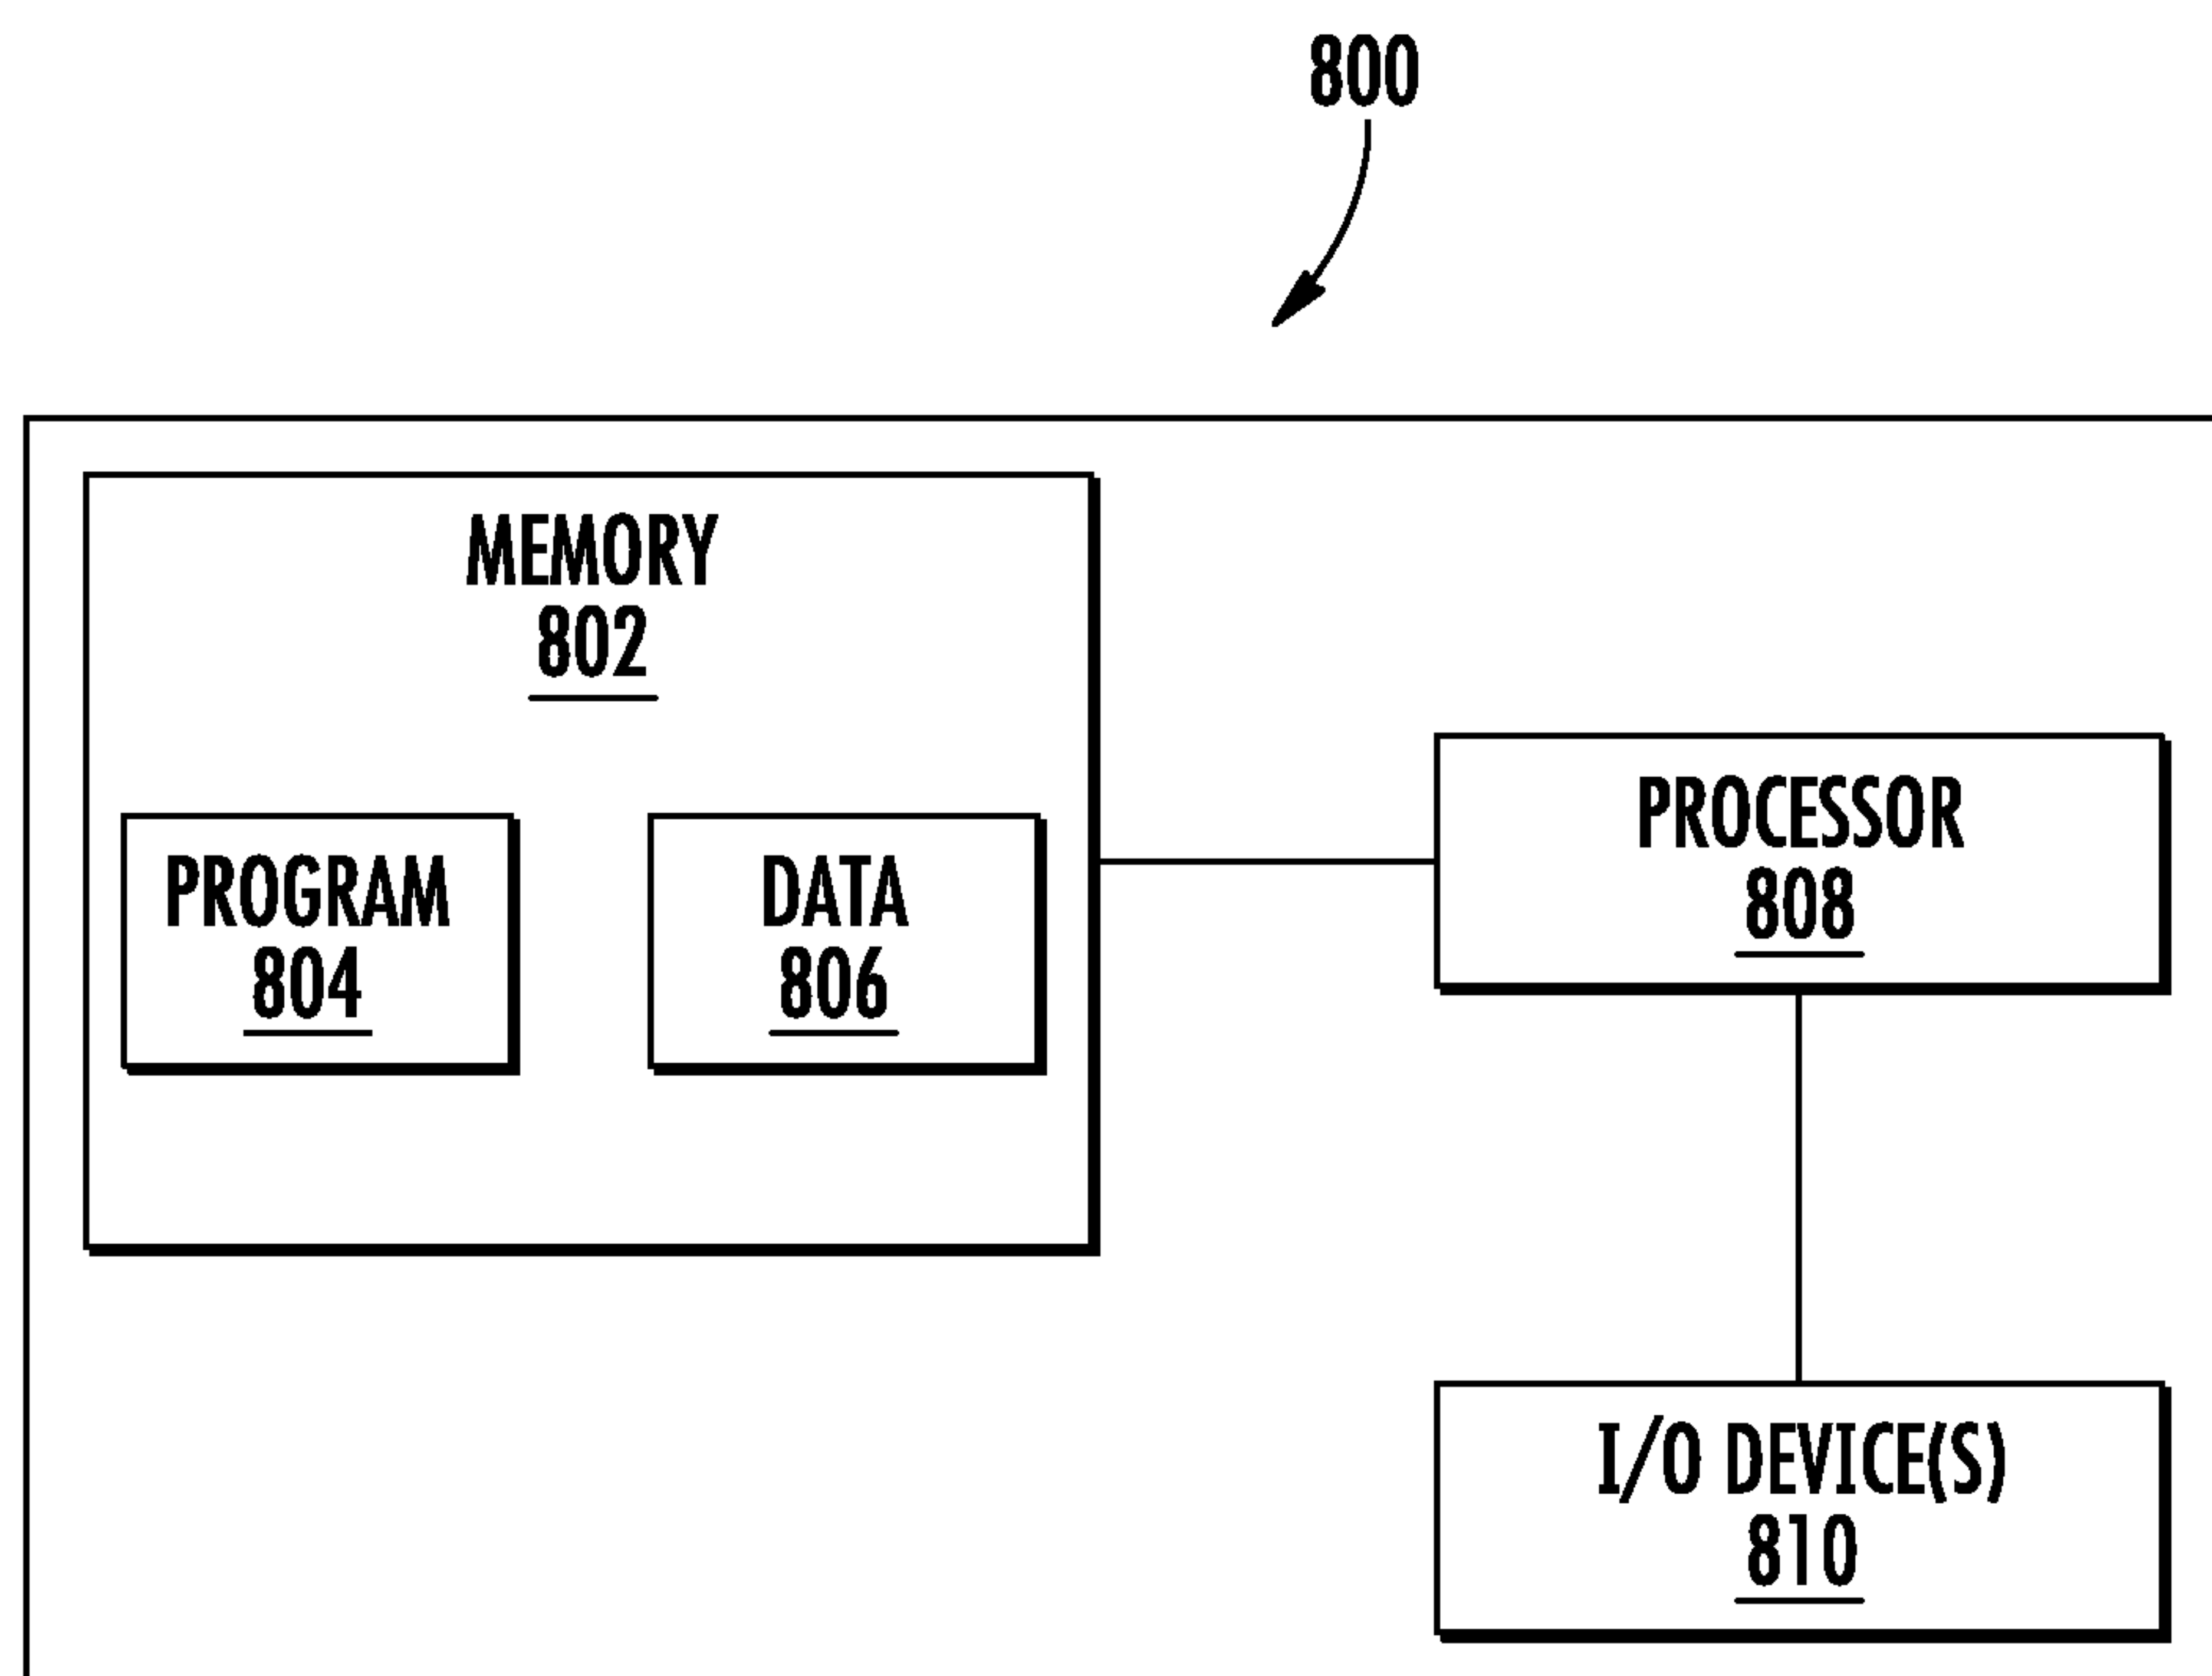 800
MEMORY
802
PROGRAM
804
DATA
806
PROCESSOR
808
I/O DEVICE(S)
810